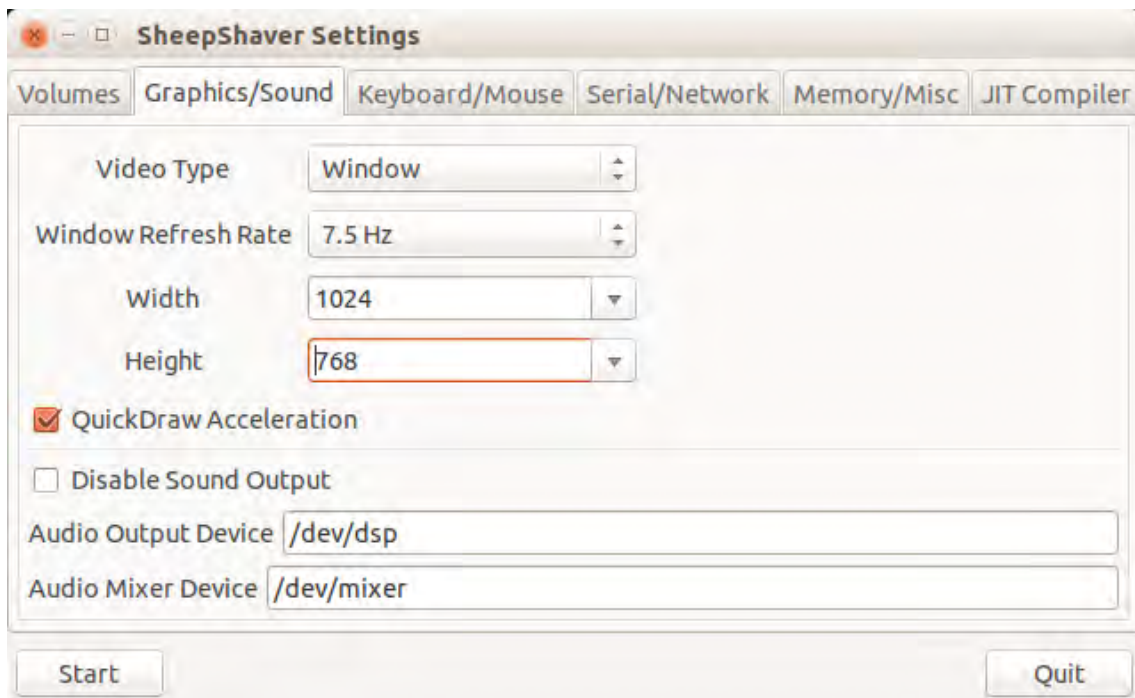 SheepShaver Settings
Volumes Graphics/Sound Keyboard/Mouse Serial/Network Memory/Misc JIT Compiler
Video Type Window
Window Refresh Rate 7.5 Hz
Width 1024
Height 768
QuickDraw Acceleration
Disable Sound Output
Audio Output Device /dev/dsp
Audio Mixer Device /dev/mixer
Start Quit